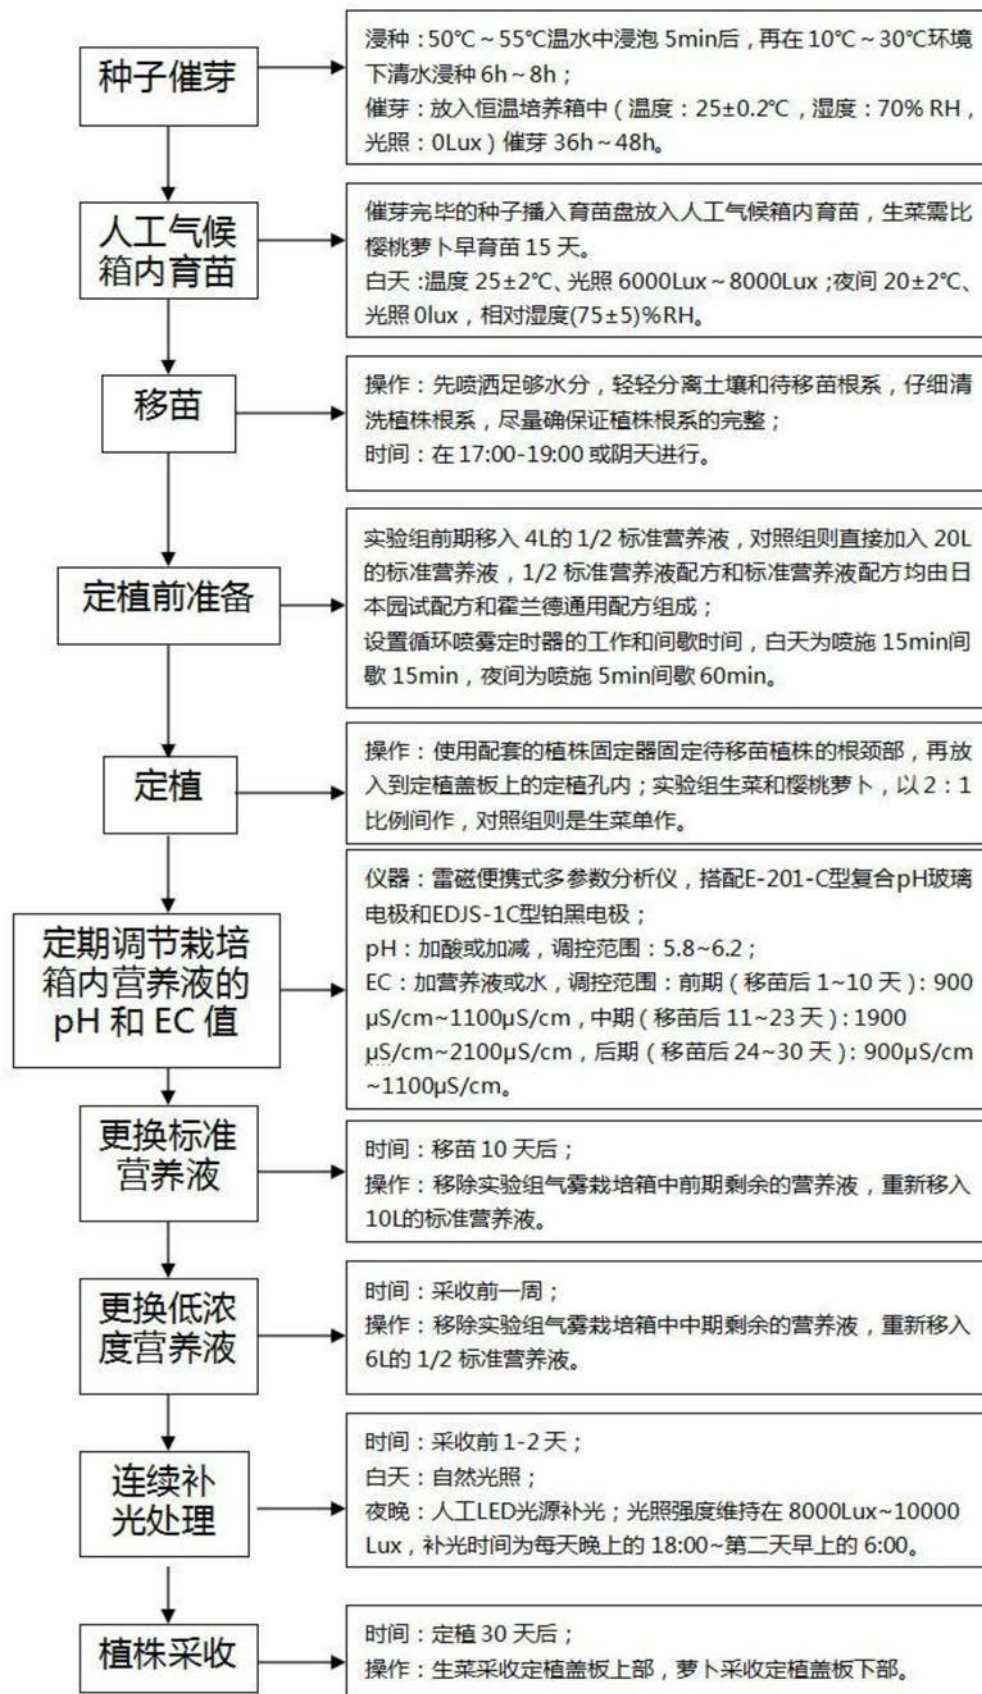 种子催芽
浸种：50℃～55℃温水中浸泡 5min后，再在10℃～30℃环境
下清水浸种 6h～8h；
催芽：放入恒温培养箱中（温度：25±0.2℃，湿度：70% RH，
光照：0Lux）催芽 36h～48h。
人工气候
箱内育苗
催芽完毕的种子播入育苗盘放入人工气候箱内育苗，生菜需比
樱桃萝卜早育苗 15 天。
白天：温度 25±2℃、光照 6000Lux～8000Lux；夜间 20±2℃、
光照 0lux，相对湿度(75±5)%RH。
移苗
操作：先喷洒足够水分，轻轻分离土壤和待移苗根系，仔细清
洗植株根系，尽量确保证植株根系的完整；
时间：在 17:00-19:00 或阴天进行。
定植前准备
实验组前期移入 4L的 1/2 标准营养液，对照组则直接加入 20L
的标准营养液，1/2 标准营养液配方和标准营养液配方均由日
本园试配方和霍兰德通用配方组成；
设置循环喷雾定时器的工作和间歇时间，白天为喷施 15min间
歇 15min，夜间为喷施 5min间歇 60min。
定植
操作：使用配套的植株固定器固定待移苗植株的根颈部，再放
入到定植盖板上的定植孔内；实验组生菜和樱桃萝卜，以 2：1
比例间作，对照组则是生菜单作。
定期调节栽培
箱内营养液的
pH 和 EC 值
仪器：雷磁便携式多参数分析仪，搭配E-201-C型复合pH玻璃
电极和EDJS-1C型铂黑电极；
pH：加酸或加减，调控范围：5.8~6.2；
EC：加营养液或水，调控范围：前期（移苗后 1~10 天）：900
μS/cm~1100μS/cm，中期（移苗后 11~23 天）：1900
μS/cm~2100μS/cm，后期（移苗后 24~30 天）：900μS/cm
~1100μS/cm。
更换标准
营养液
时间：移苗 10 天后；
操作：移除实验组气雾栽培箱中前期剩余的营养液，重新移入
10L的标准营养液。
更换低浓
度营养液
时间：采收前一周；
操作：移除实验组气雾栽培箱中中期剩余的营养液，重新移入
6L的 1/2 标准营养液。
连续补
光处理
时间：采收前 1-2 天；
白天：自然光照；
夜晚：人工LED光源补光；光照强度维持在 8000Lux~10000
Lux，补光时间为每天晚上的 18:00~第二天早上的 6:00。
植株采收
时间：定植 30 天后；
操作：生菜采收定植盖板上部，萝卜采收定植盖板下部。